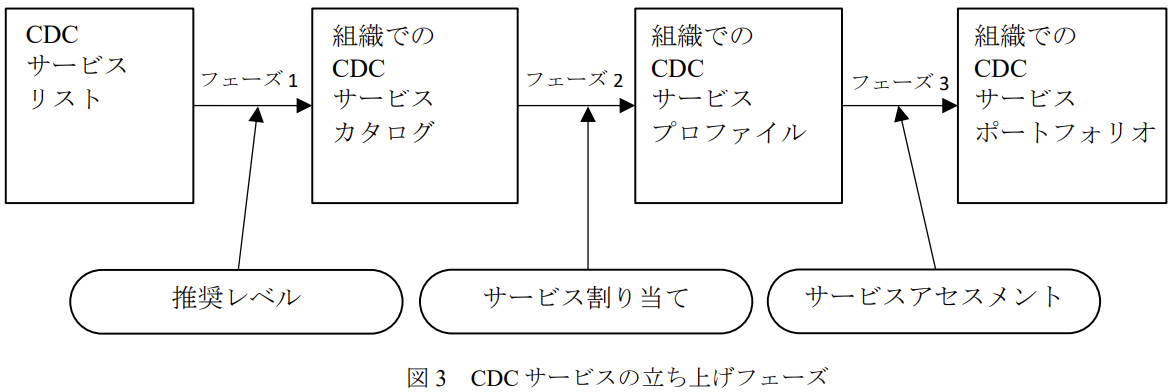 CDC
サービス
リスト
フェーズ 1
組織での
CDC
サービス
カタログ
フェーズ 2
組織での
CDC
サービス
プロファイル
フェーズ 3
組織での
CDC
サービス
ポートフォリオ
推奨レベル
サービス割り当て
サービスアセスメント
図 3　CDC サービスの立ち上げフェーズ